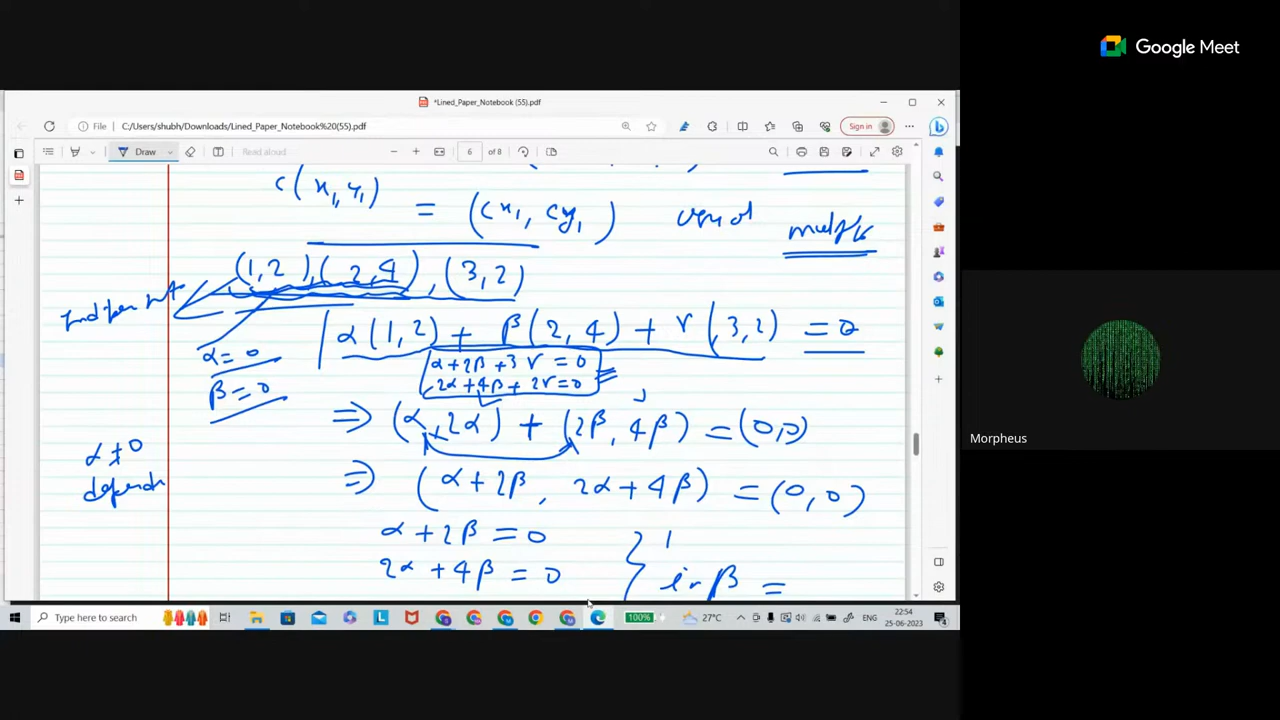 Google Meet
*Lined_Paper_Notebook (55).pdf
File C:/Users/shubh/Downloads/Lined_Paper_Notebook%20(55).pdf Sign in
Draw Read aloud 6 of 8
c(x₁, y₁) = (cx₁, cy₁) usual
(1,2), (2,4), (3,2)
α(1,2) + β(2,4) + γ(3,2) = 0
α=0
β=0
α+2β+3γ=0
2α+4β+2γ=0
⇒ (α, 2α) + (2β, 4β) = (0,0)
α≠0
⇒ (α+2β, 2α+4β) = (0,0)
α+2β=0
2α+4β=0
Morpheus
Type here to search 100% 27°C ENG 22:54
25-06-2023